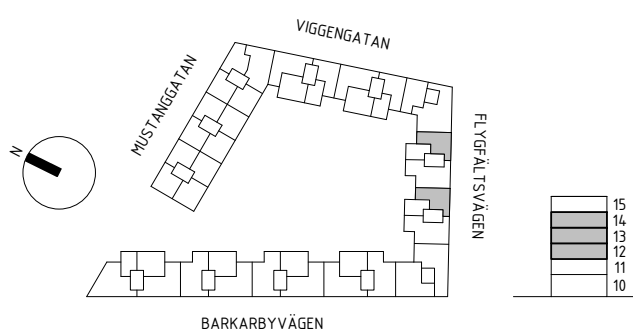 VIGGENGATAN
MUSTANGGATAN
FLYGFÄLTSVÄGEN
N
15
14
13
12
11
10
BARKARBYVÄGEN